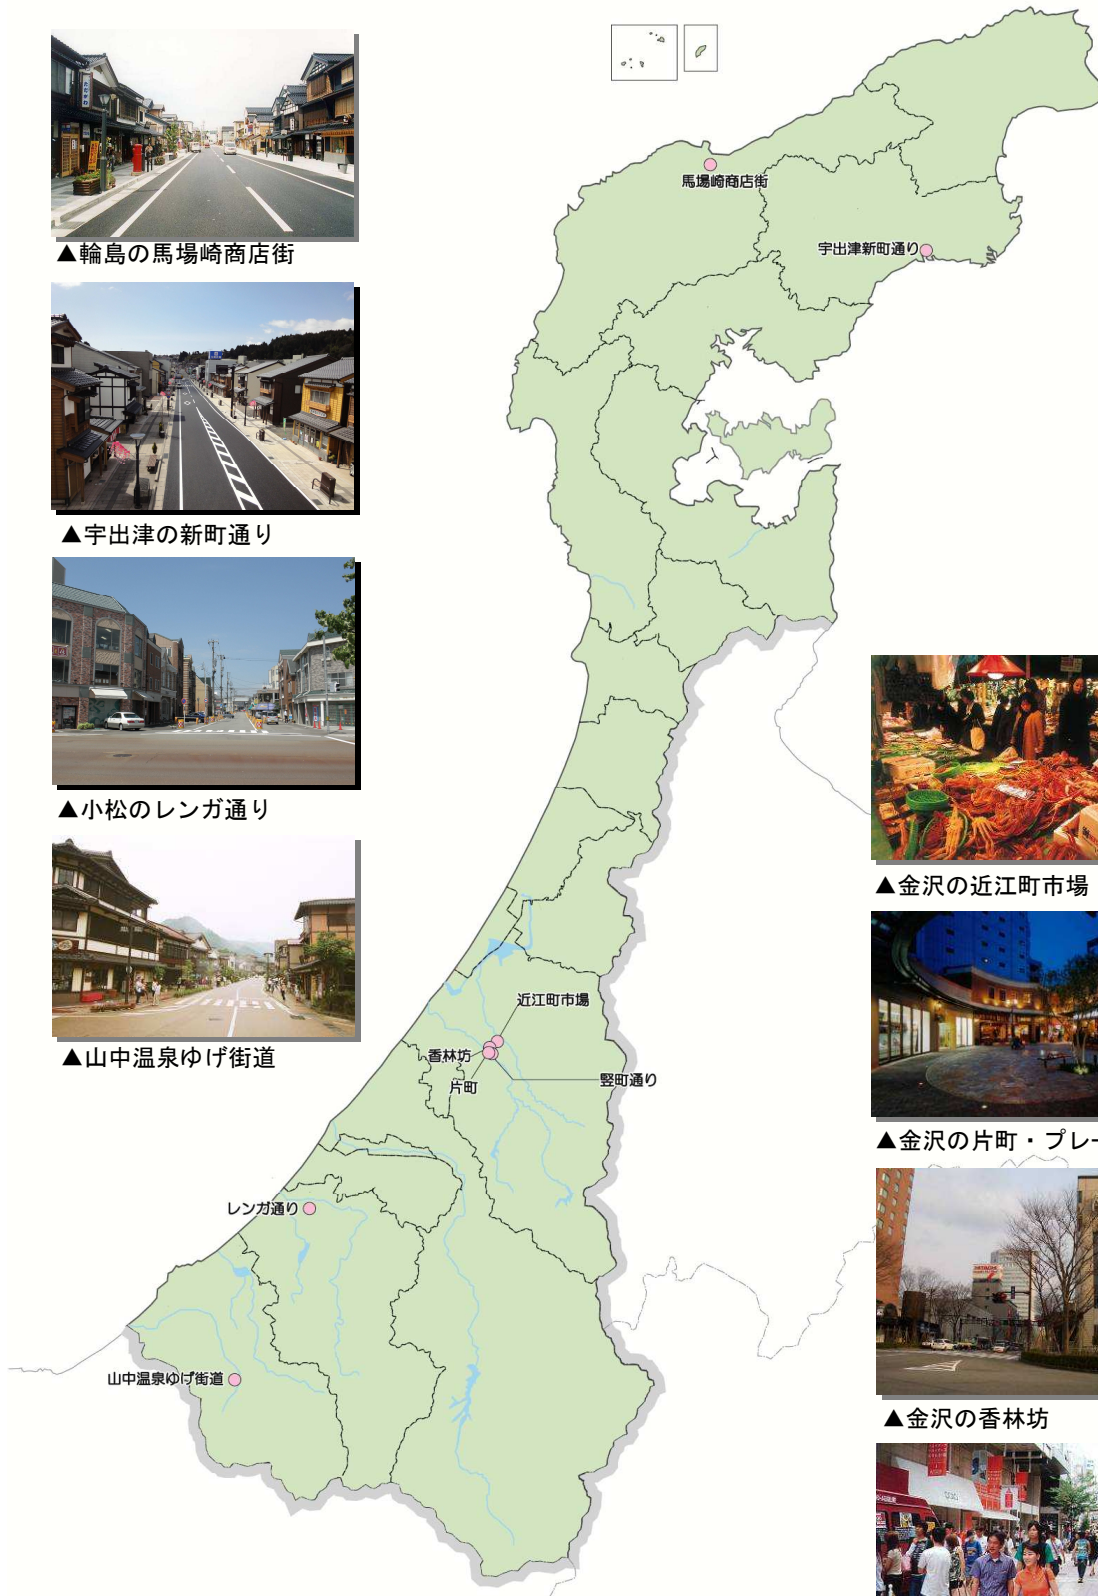 ▲輪島の馬場崎商店街
▲宇出津の新町通り
▲小松のレンガ通り
▲山中温泉ゆげ街道
馬場崎商店街
宇出津新町通り
近江町市場
香林坊
片町
竪町通り
レンガ通り
山中温泉ゆげ街道
▲金沢の近江町市場
▲金沢の片町・プレー
▲金沢の香林坊
HITACHI